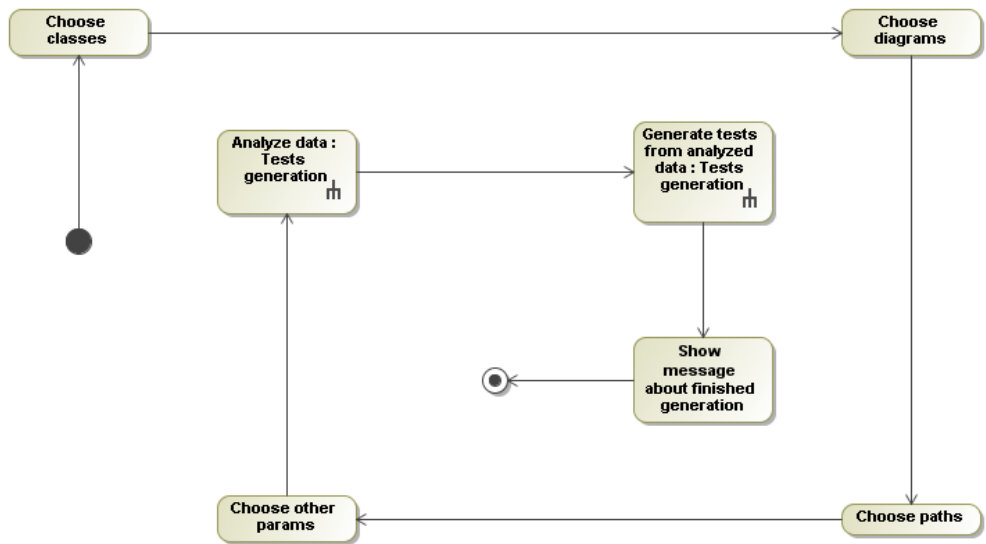 Choose
classes
Choose
diagrams
Analyze data :
Tests
generation
Generate tests
from analyzed
data : Tests
generation
Show
message
about finished
generation
Choose other
params
Choose paths